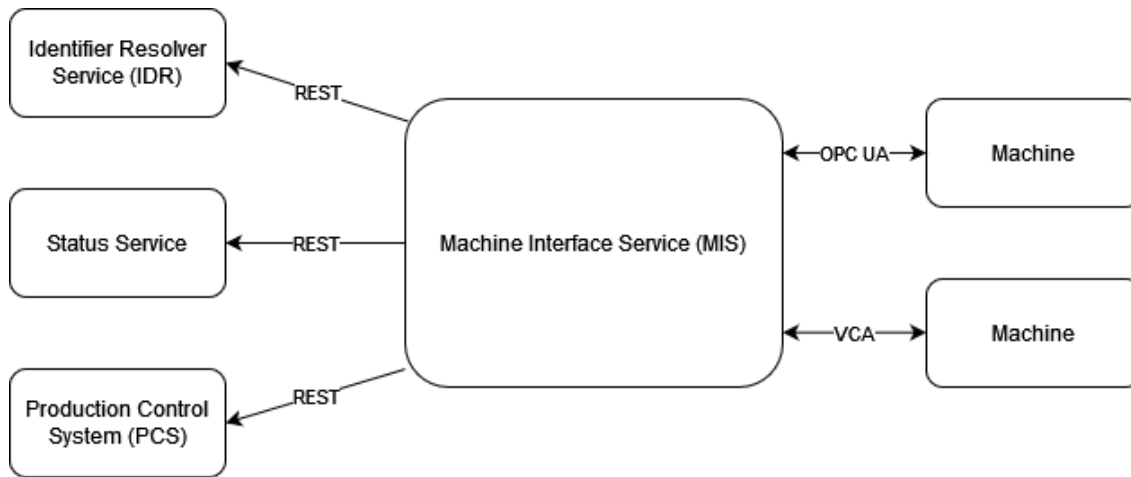 Identifier Resolver
Service (IDR)
REST
Machine Interface Service (MIS)
OPC UA
Machine
Status Service
REST
VCA
Machine
Production Control
System (PCS)
REST